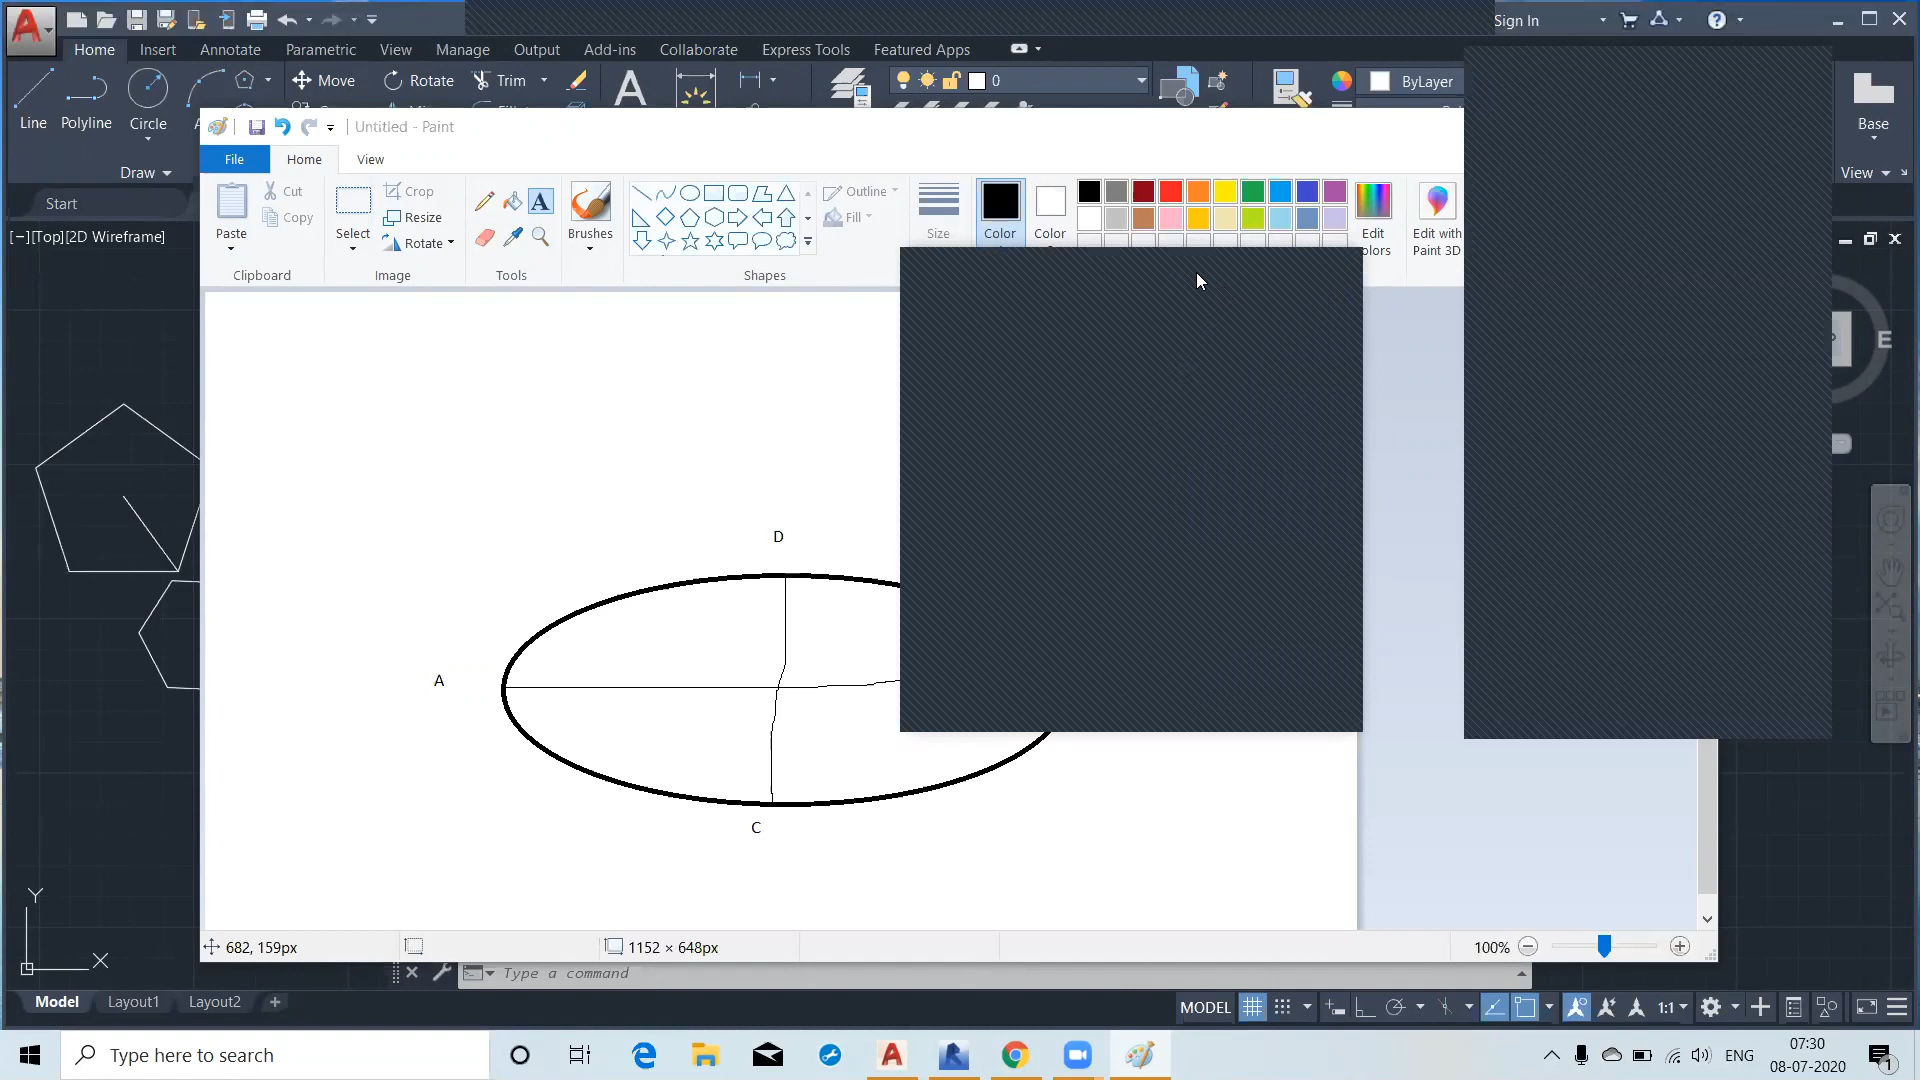 Sign In
Home Insert Annotate Parametric View Manage Output Add-ins Collaborate Express Tools Featured Apps
Move Rotate Trim 0 ByLayer
Line Polyline Circle Base
Draw View
Untitled - Paint
File Home View
Start
Cut Crop Outline
Copy Resize Fill
Paste Select Rotate Brushes Size Color Color Edit Edit with
Paint 3D
Clipboard Image Tools Shapes
[−][Top][2D Wireframe]
E
D
A
C
Y
X
682, 159px 1152 × 648px 100%
Type a command
Model Layout1 Layout2 + MODEL 1:1
Type here to search ENG 07:30
08-07-2020 1